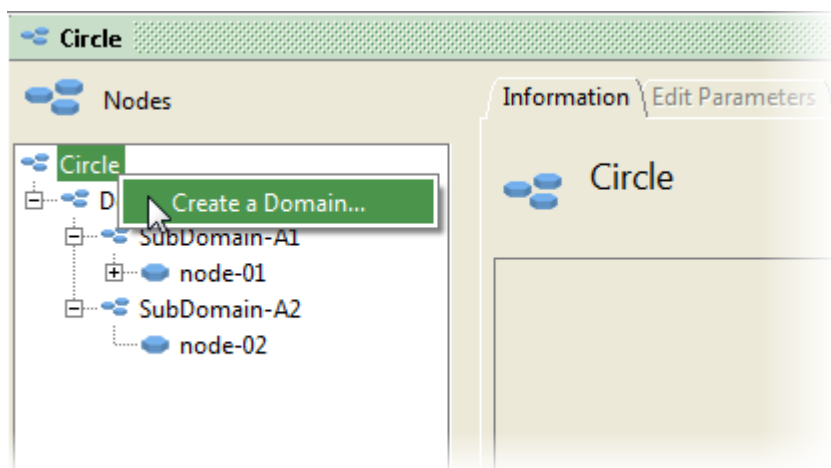 Circle
Nodes
Information Edit Parameters
Circle
Circle
D
Create a Domain...
SubDomain-A1
node-01
SubDomain-A2
node-02